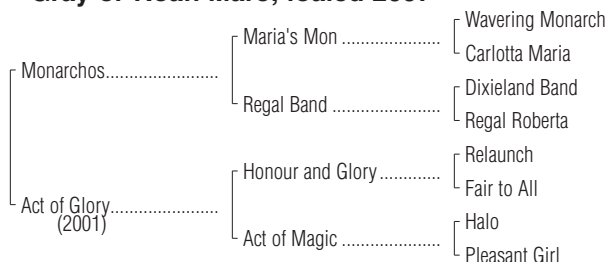 Gray or Roan Mare, foaled 2007
Wavering Monarch
Maria's Mon
Carlotta Maria
Monarchos
Dixieland Band
Regal Band
Regal Roberta
Relaunch
Honour and Glory
Fair to All
Act of Glory
(2001)
Halo
Act of Magic
Pleasant Girl